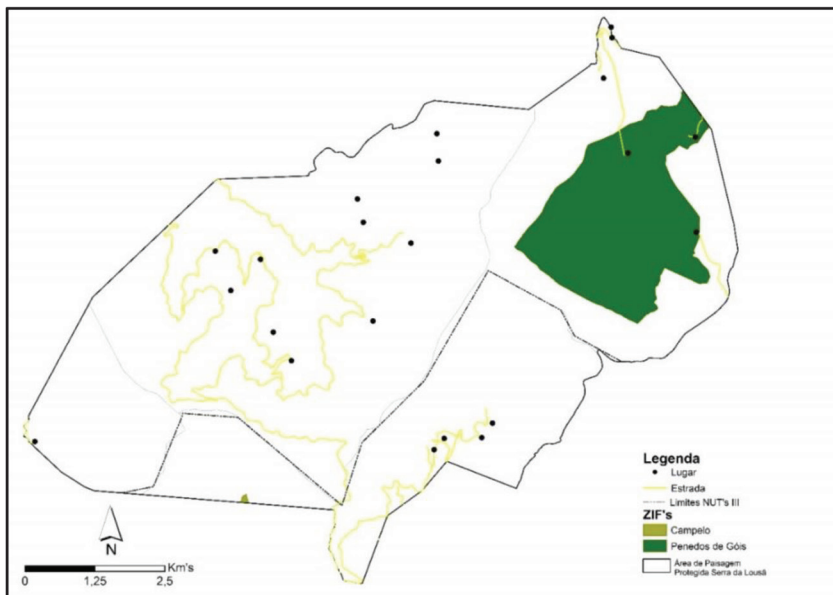 Legenda
Lugar
Estrada
Limites NUT's III
ZIF's
Campelo
Penedos de Góis
Área de Paisagem
Protegida Serra da Lousã
N
Km's
0 1,25 2,5